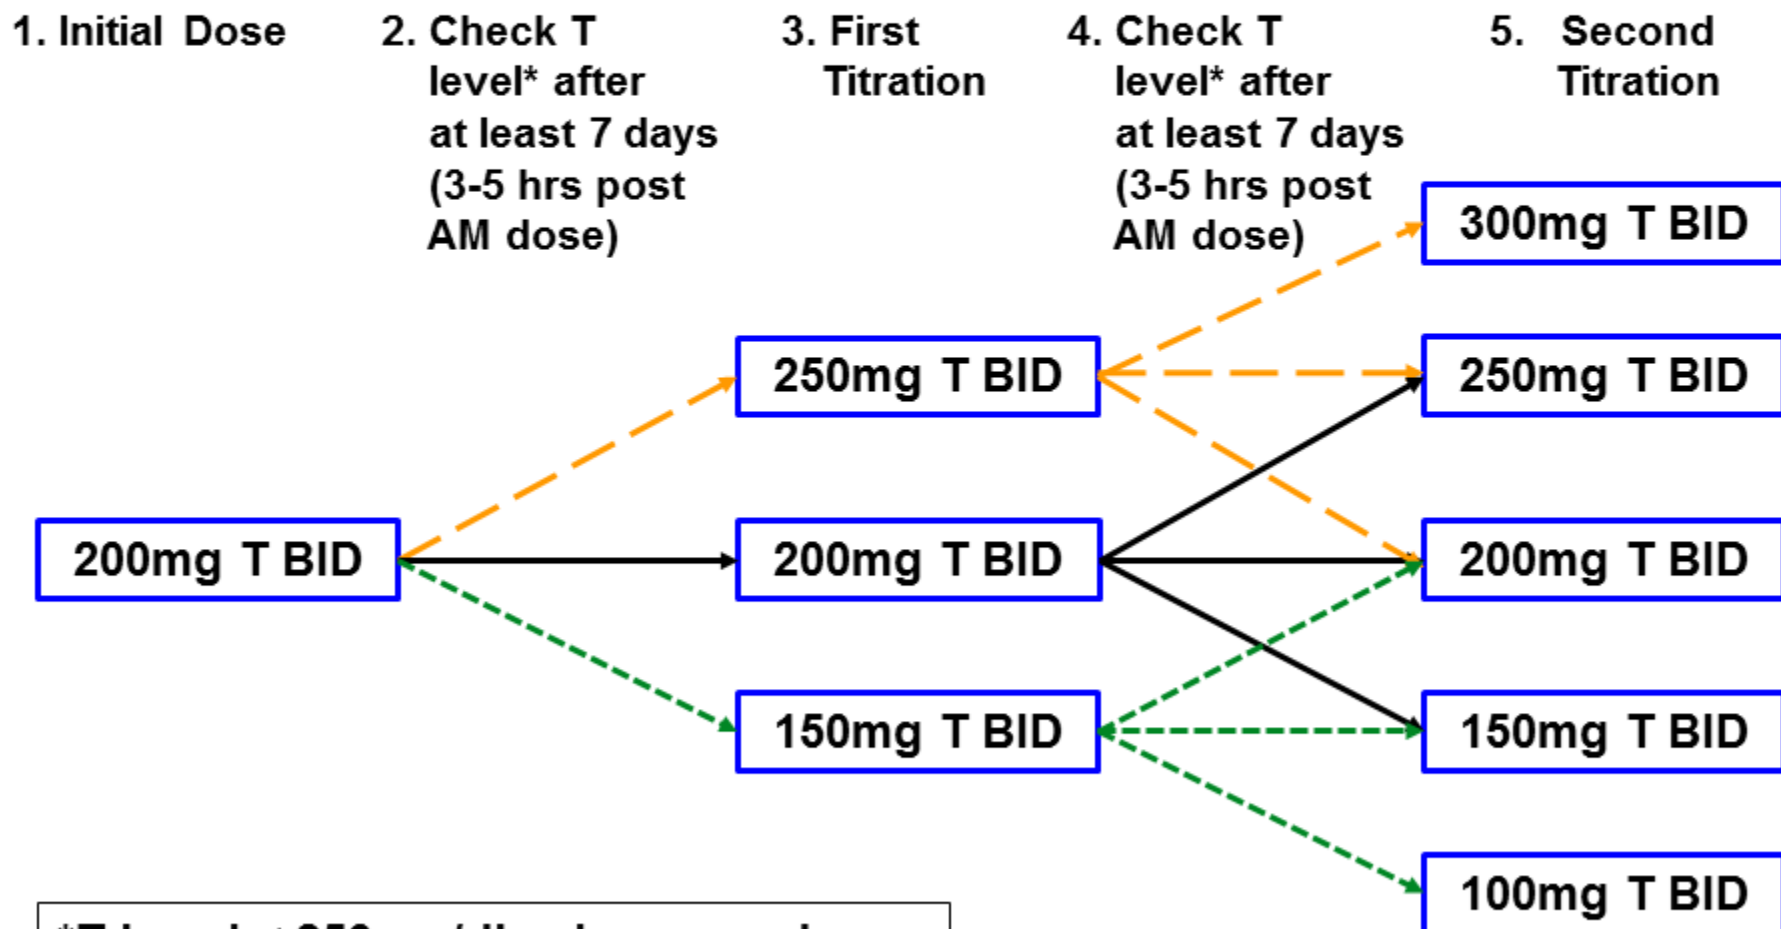 1. Initial Dose
2. Check T
level* after
at least 7 days
(3-5 hrs post
AM dose)
3. First
Titration
4. Check T
level* after
at least 7 days
(3-5 hrs post
AM dose)
5. Second
Titration
300mg T BID
250mg T BID
250mg T BID
200mg T BID
200mg T BID
200mg T BID
150mg T BID
150mg T BID
100mg T BID